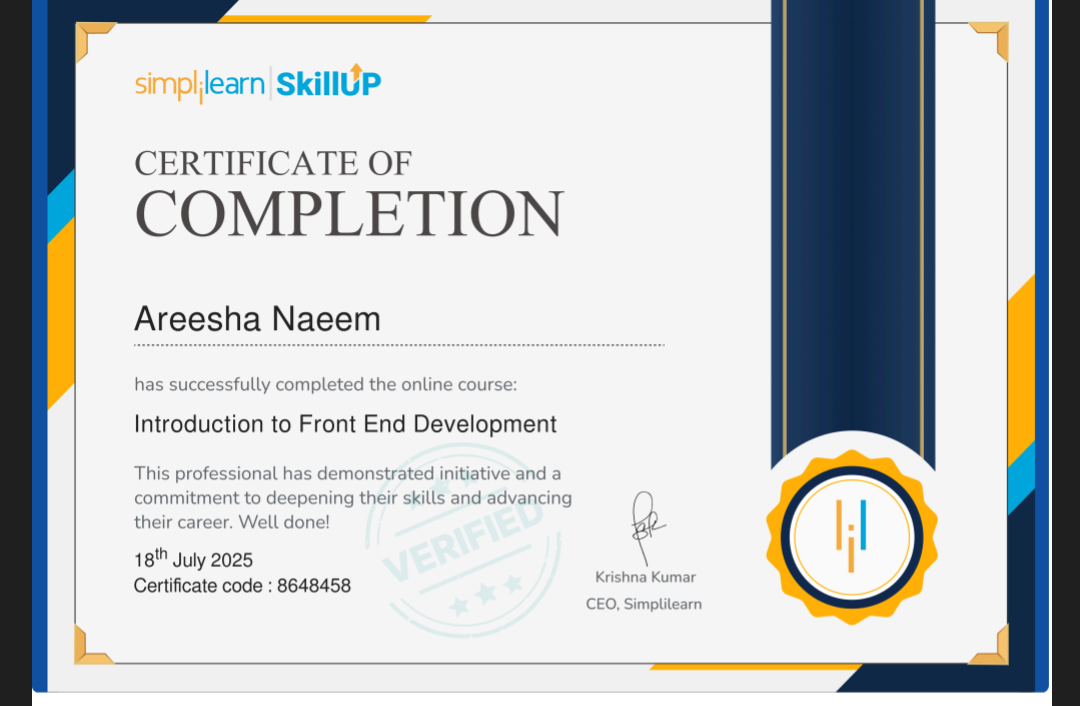 simplilearn | SkillUP
CERTIFICATE OF
COMPLETION
Areesha Naeem
has successfully completed the online course:
Introduction to Front End Development
This professional has demonstrated initiative and a
commitment to deepening their skills and advancing
their career. Well done!
VERIFIED
18th July 2025
Certificate code : 8648458
Krishna Kumar
CEO, Simplilearn